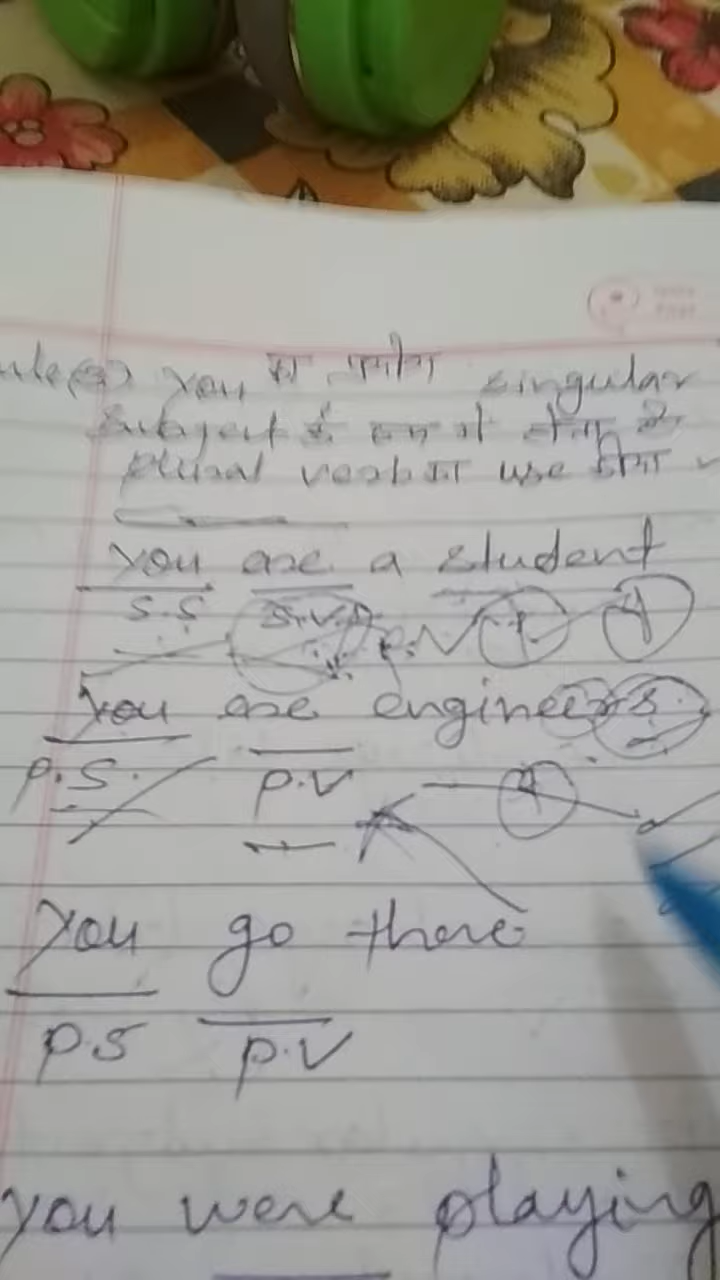 You का प्रयोग singular
Subject के रूप में होता है
plural verb का use किया
You are a student
S.S S.V P.V
You are engineers.
P.S. P.V
You go there
P.S P.V
You were playing